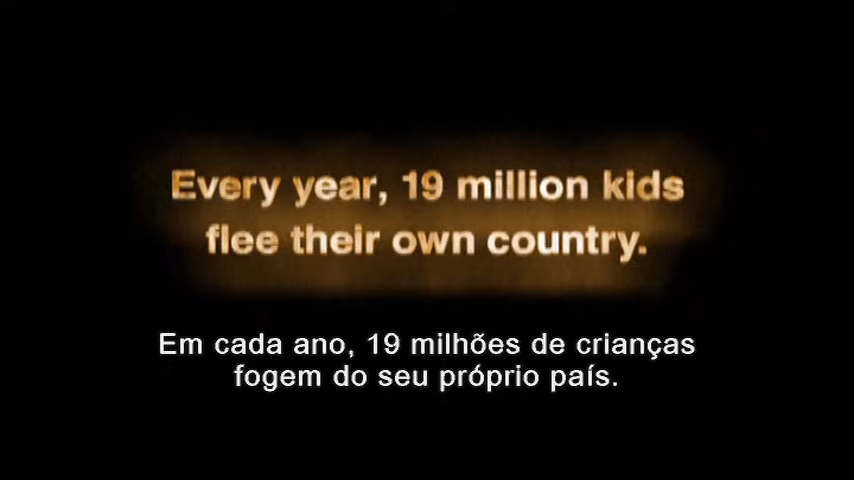 Every year, 19 million kids
flee their own country.
Em cada ano, 19 milhões de crianças
fogem do seu próprio país.